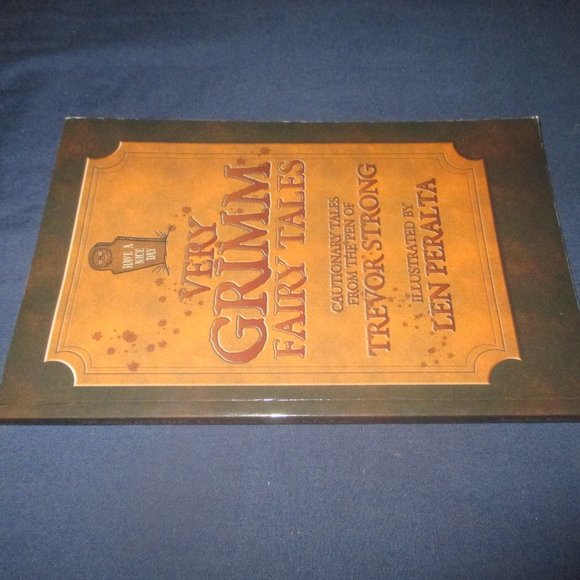 HAVE A
NICE
DAY
VERY
GRIMM
FAIRY TALES
CAUTIONARY TALES
FROM THE PEN OF
TREVOR STRONG
ILLUSTRATED BY
LEN PERALTA